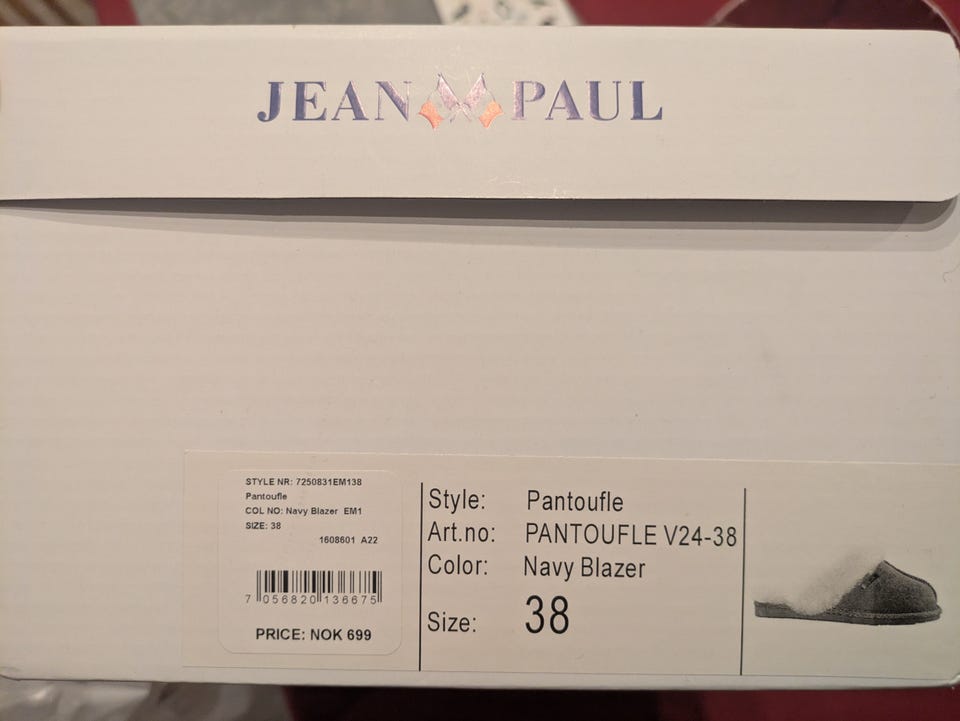 JEAN PAUL
STYLE NR: 7250831EM138
Pantoufle
COL NO: Navy Blazer EM1
SIZE: 38
1608601 A22
7 056820 136675
PRICE: NOK 699
Style: Pantoufle
Art.no: PANTOUFLE V24-38
Color: Navy Blazer
Size: 38